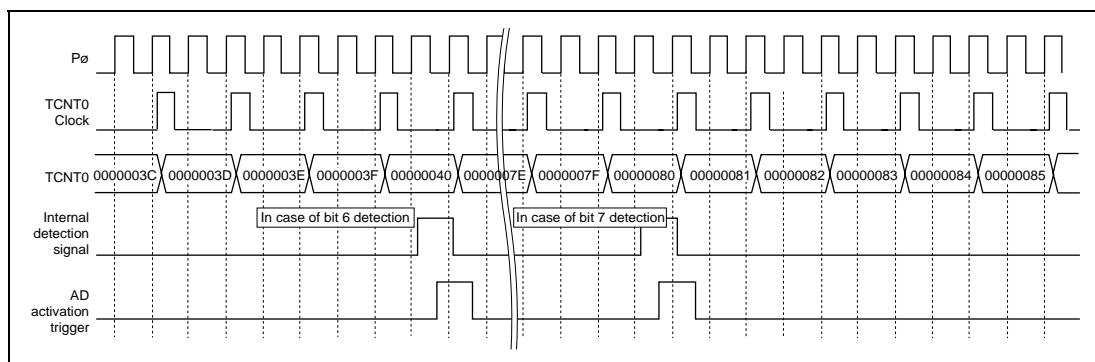 Pø
TCNT0
Clock
TCNT0 0000003C 0000003D 0000003E 0000003F 00000040 0000007E 0000007F 00000080 00000081 00000082 00000083 00000084 00000085
Internal
detection
signal
In case of bit 6 detection In case of bit 7 detection
AD
activation
trigger